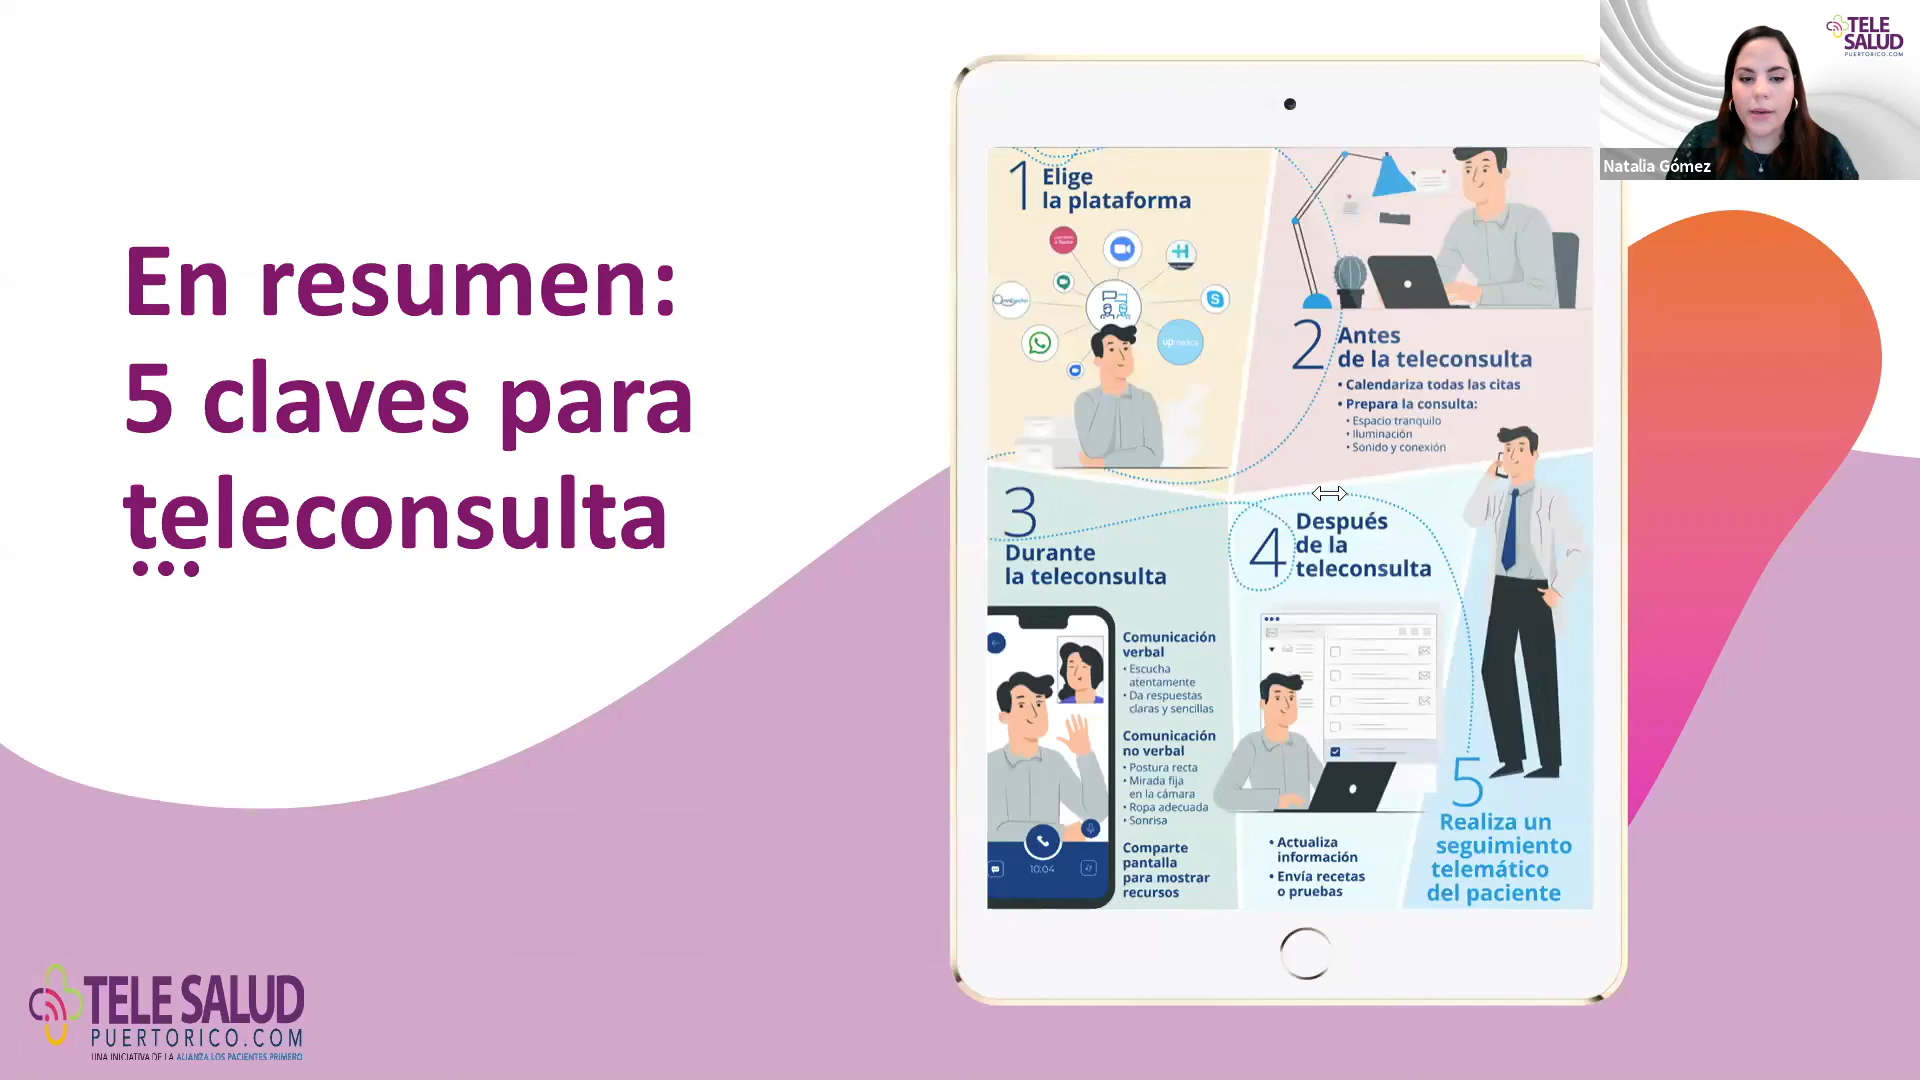 En resumen:
5 claves para
teleconsulta
1 Elige
la plataforma
up medica
2 Antes
de la teleconsulta
• Calendariza todas las citas
• Prepara la consulta:
• Espacio tranquilo
• Iluminación
• Sonido y conexión
3
Durante
la teleconsulta
Comunicación
verbal
• Escucha
atentamente
• Da respuestas
claras y sencillas
Comunicación
no verbal
• Postura recta
• Mirada fija
en la cámara
• Ropa adecuada
• Sonrisa
Comparte
pantalla
para mostrar
recursos
10:04
4 Después
de la
teleconsulta
• Actualiza
información
• Envía recetas
o pruebas
5
Realiza un
seguimiento
telemático
del paciente
TELE
SALUD
PUERTORICO.COM
Natalia Gómez
TELE SALUD
PUERTORICO.COM
UNA INICIATIVA DE LA ALIANZA LOS PACIENTES PRIMERO